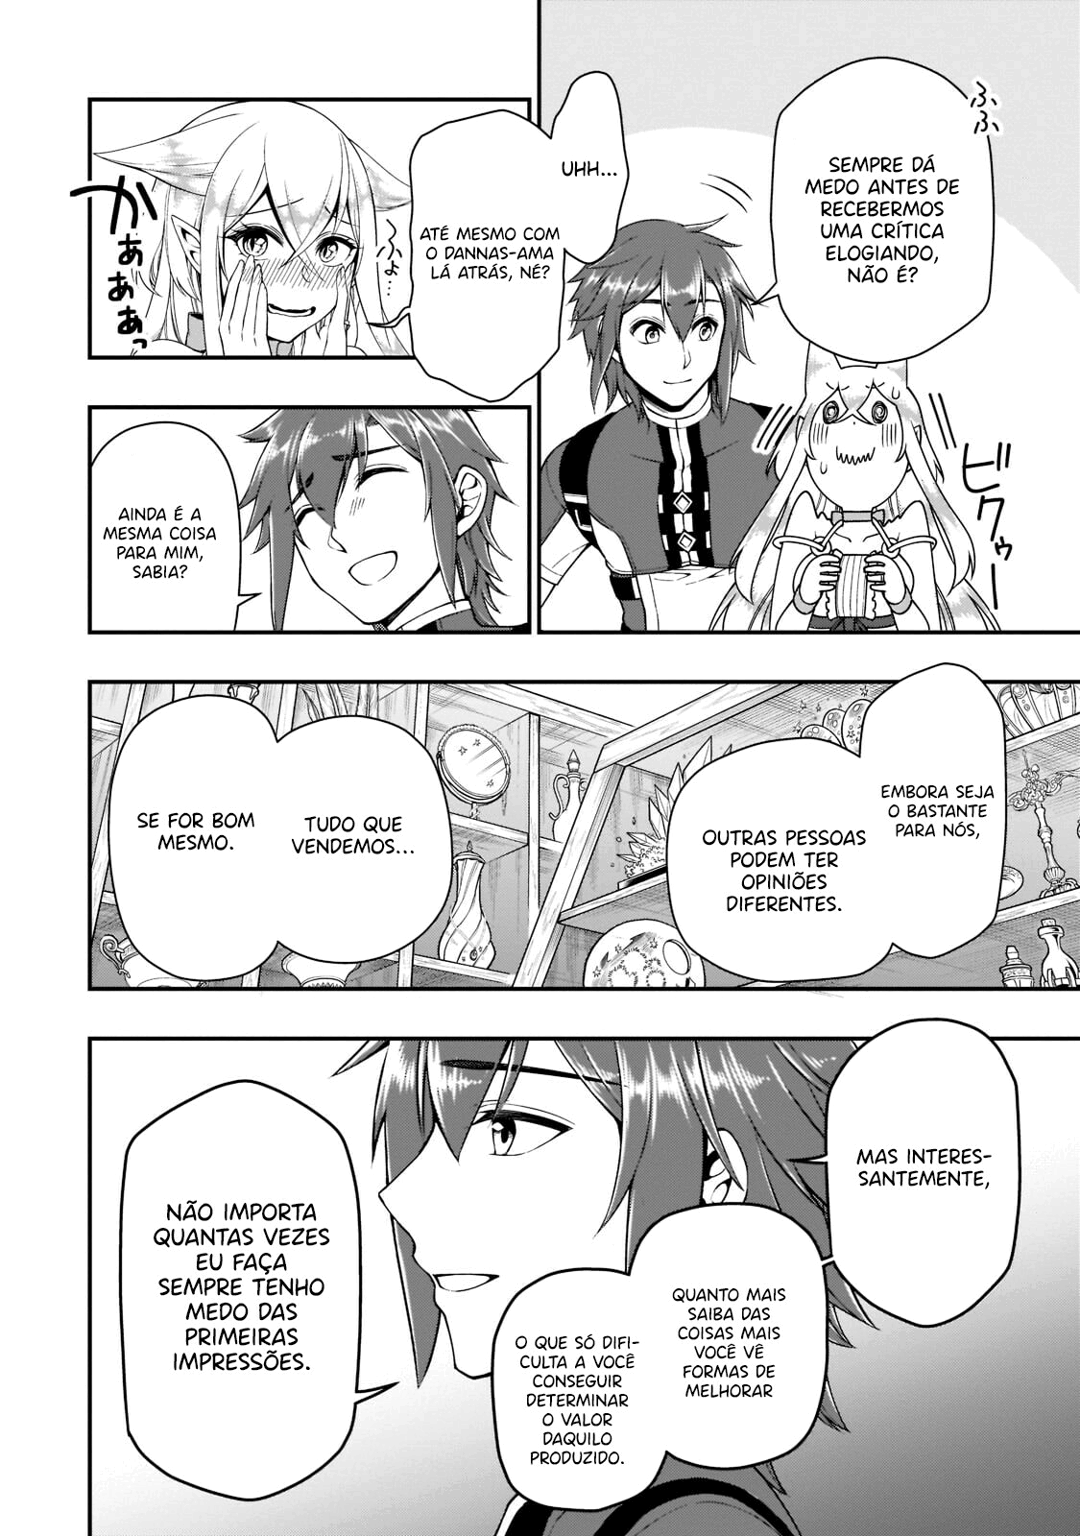 ふふ
SEMPRE DÁ
MEDO ANTES DE
RECEBERMOS
UMA CRÍTICA
ELOGIANDO,
NÃO É?
ビクゥー
UHH...
ATÉ MESMO COM
O DANNAS-AMA
LÁ ATRÁS, NÉ?
ふよ…
かぁぁぁっ
AINDA É A
MESMA COISA
PARA MIM,
SABIA?
EMBORA SEJA
O BASTANTE
PARA NÓS,
OUTRAS PESSOAS
PODEM TER
OPINIÕES
DIFERENTES.
TUDO QUE
VENDEMOS...
SE FOR BOM
MESMO.
MAS INTERES-
SANTEMENTE,
QUANTO MAIS
SAIBA DAS
COISAS MAIS
VOCÊ VÊ
FORMAS DE
MELHORAR
O QUE SÓ DIFI-
CULTA A VOCÊ
CONSEGUIR
DETERMINAR
O VALOR
DAQUILO
PRODUZIDO.
NÃO IMPORTA
QUANTAS VEZES
EU FAÇA
SEMPRE TENHO
MEDO DAS
PRIMEIRAS
IMPRESSÕES.